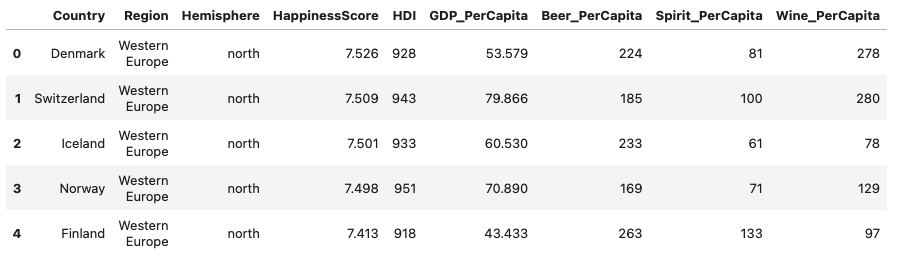 Country Region Hemisphere HappinessScore HDI GDP_PerCapita Beer_PerCapita Spirit_PerCapita Wine_PerCapita
0 Denmark Western Europe north 7.526 928 53.579 224 81 278
1 Switzerland Western Europe north 7.509 943 79.866 185 100 280
2 Iceland Western Europe north 7.501 933 60.530 233 61 78
3 Norway Western Europe north 7.498 951 70.890 169 71 129
4 Finland Western Europe north 7.413 918 43.433 263 133 97